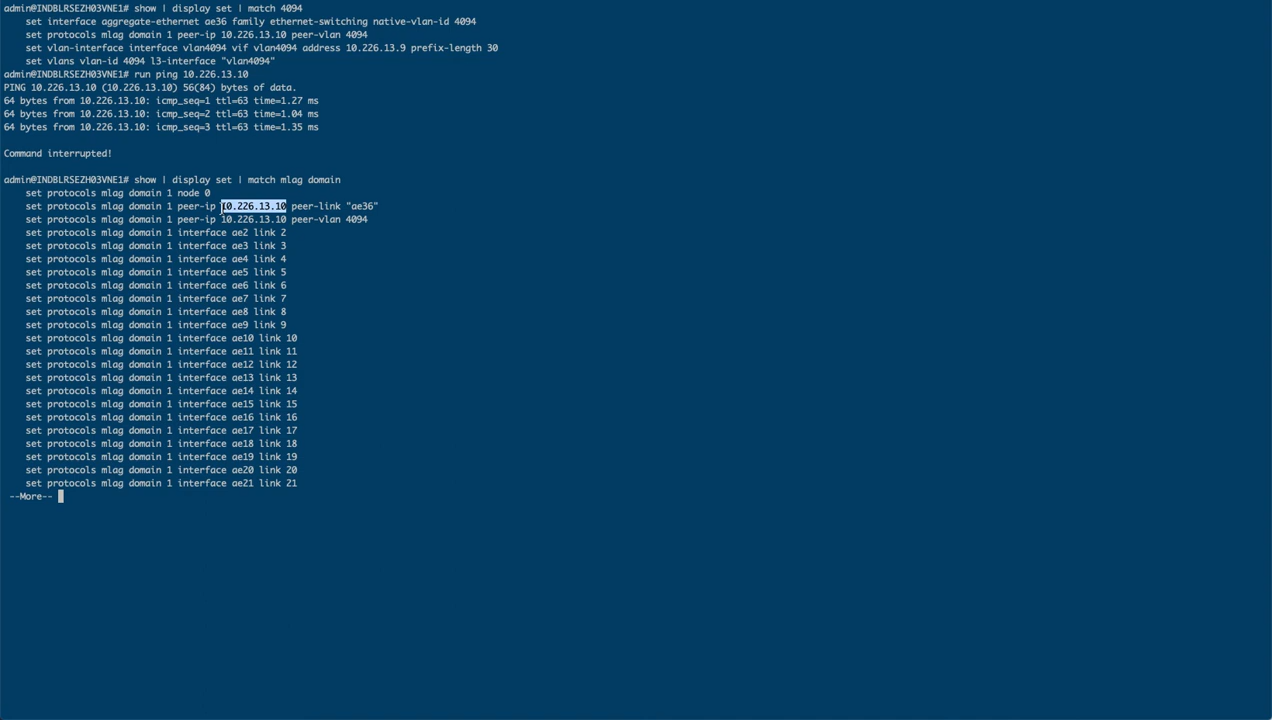 admin@INDBLRSEZH03VNE1# show | display set | match 4094
set interface aggregate-ethernet ae36 family ethernet-switching native-vlan-id 4094
set protocols mlag domain 1 peer-ip 10.226.13.10 peer-vlan 4094
set vlan-interface interface vlan4094 vif vlan4094 address 10.226.13.9 prefix-length 30
set vlans vlan-id 4094 l3-interface "vlan4094"
admin@INDBLRSEZH03VNE1# run ping 10.226.13.10
PING 10.226.13.10 (10.226.13.10) 56(84) bytes of data.
64 bytes from 10.226.13.10: icmp_seq=1 ttl=63 time=1.27 ms
64 bytes from 10.226.13.10: icmp_seq=2 ttl=63 time=1.04 ms
64 bytes from 10.226.13.10: icmp_seq=3 ttl=63 time=1.35 ms
Command interrupted!
admin@INDBLRSEZH03VNE1# show | display set | match mlag domain
set protocols mlag domain 1 node 0
set protocols mlag domain 1 peer-ip 10.226.13.10 peer-link "ae36"
set protocols mlag domain 1 peer-ip 10.226.13.10 peer-vlan 4094
set protocols mlag domain 1 interface ae2 link 2
set protocols mlag domain 1 interface ae3 link 3
set protocols mlag domain 1 interface ae4 link 4
set protocols mlag domain 1 interface ae5 link 5
set protocols mlag domain 1 interface ae6 link 6
set protocols mlag domain 1 interface ae7 link 7
set protocols mlag domain 1 interface ae8 link 8
set protocols mlag domain 1 interface ae9 link 9
set protocols mlag domain 1 interface ae10 link 10
set protocols mlag domain 1 interface ae11 link 11
set protocols mlag domain 1 interface ae12 link 12
set protocols mlag domain 1 interface ae13 link 13
set protocols mlag domain 1 interface ae14 link 14
set protocols mlag domain 1 interface ae15 link 15
set protocols mlag domain 1 interface ae16 link 16
set protocols mlag domain 1 interface ae17 link 17
set protocols mlag domain 1 interface ae18 link 18
set protocols mlag domain 1 interface ae19 link 19
set protocols mlag domain 1 interface ae20 link 20
set protocols mlag domain 1 interface ae21 link 21
--More--